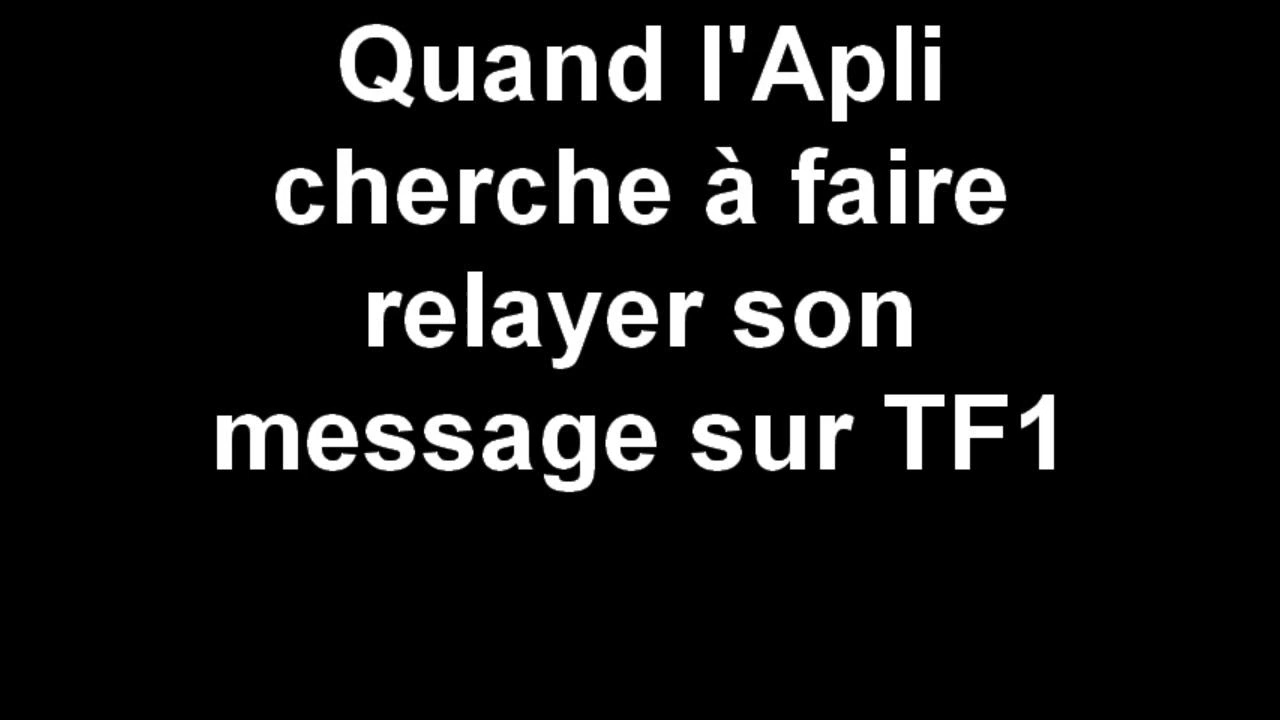 Quand l'Apli
cherche à faire
relayer son
message sur TF1